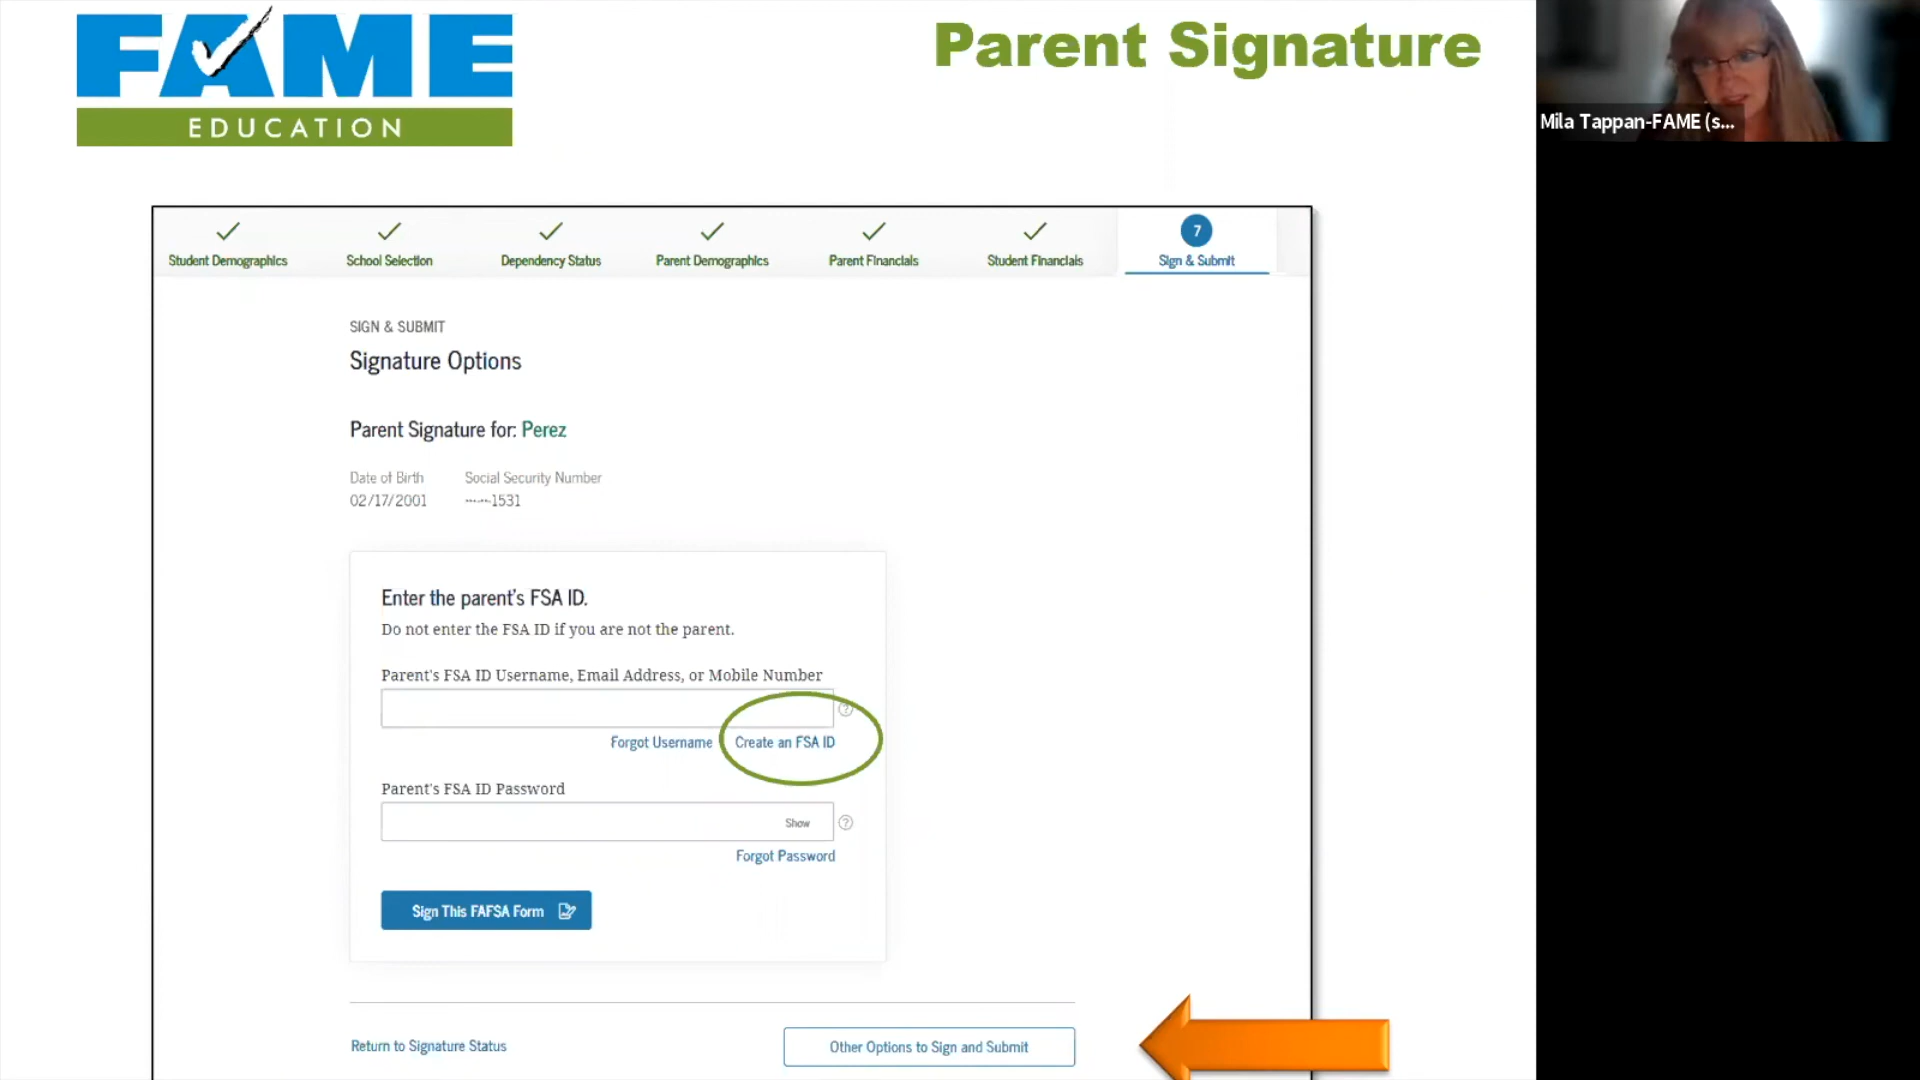 FAME
EDUCATION
Parent Signature
Mila Tappan-FAME (s...
Student Demographics
School Selection
Dependency Status
Parent Demographics
Parent Financials
Student Financials
7
Sign & Submit
SIGN & SUBMIT
Signature Options
Parent Signature for: Perez
Date of Birth Social Security Number
02/17/2001 •••-••-1531
Enter the parent's FSA ID.
Do not enter the FSA ID if you are not the parent.
Parent's FSA ID Username, Email Address, or Mobile Number
?
Forgot Username Create an FSA ID
Parent's FSA ID Password
Show ?
Forgot Password
Sign This FAFSA Form
Return to Signature Status Other Options to Sign and Submit